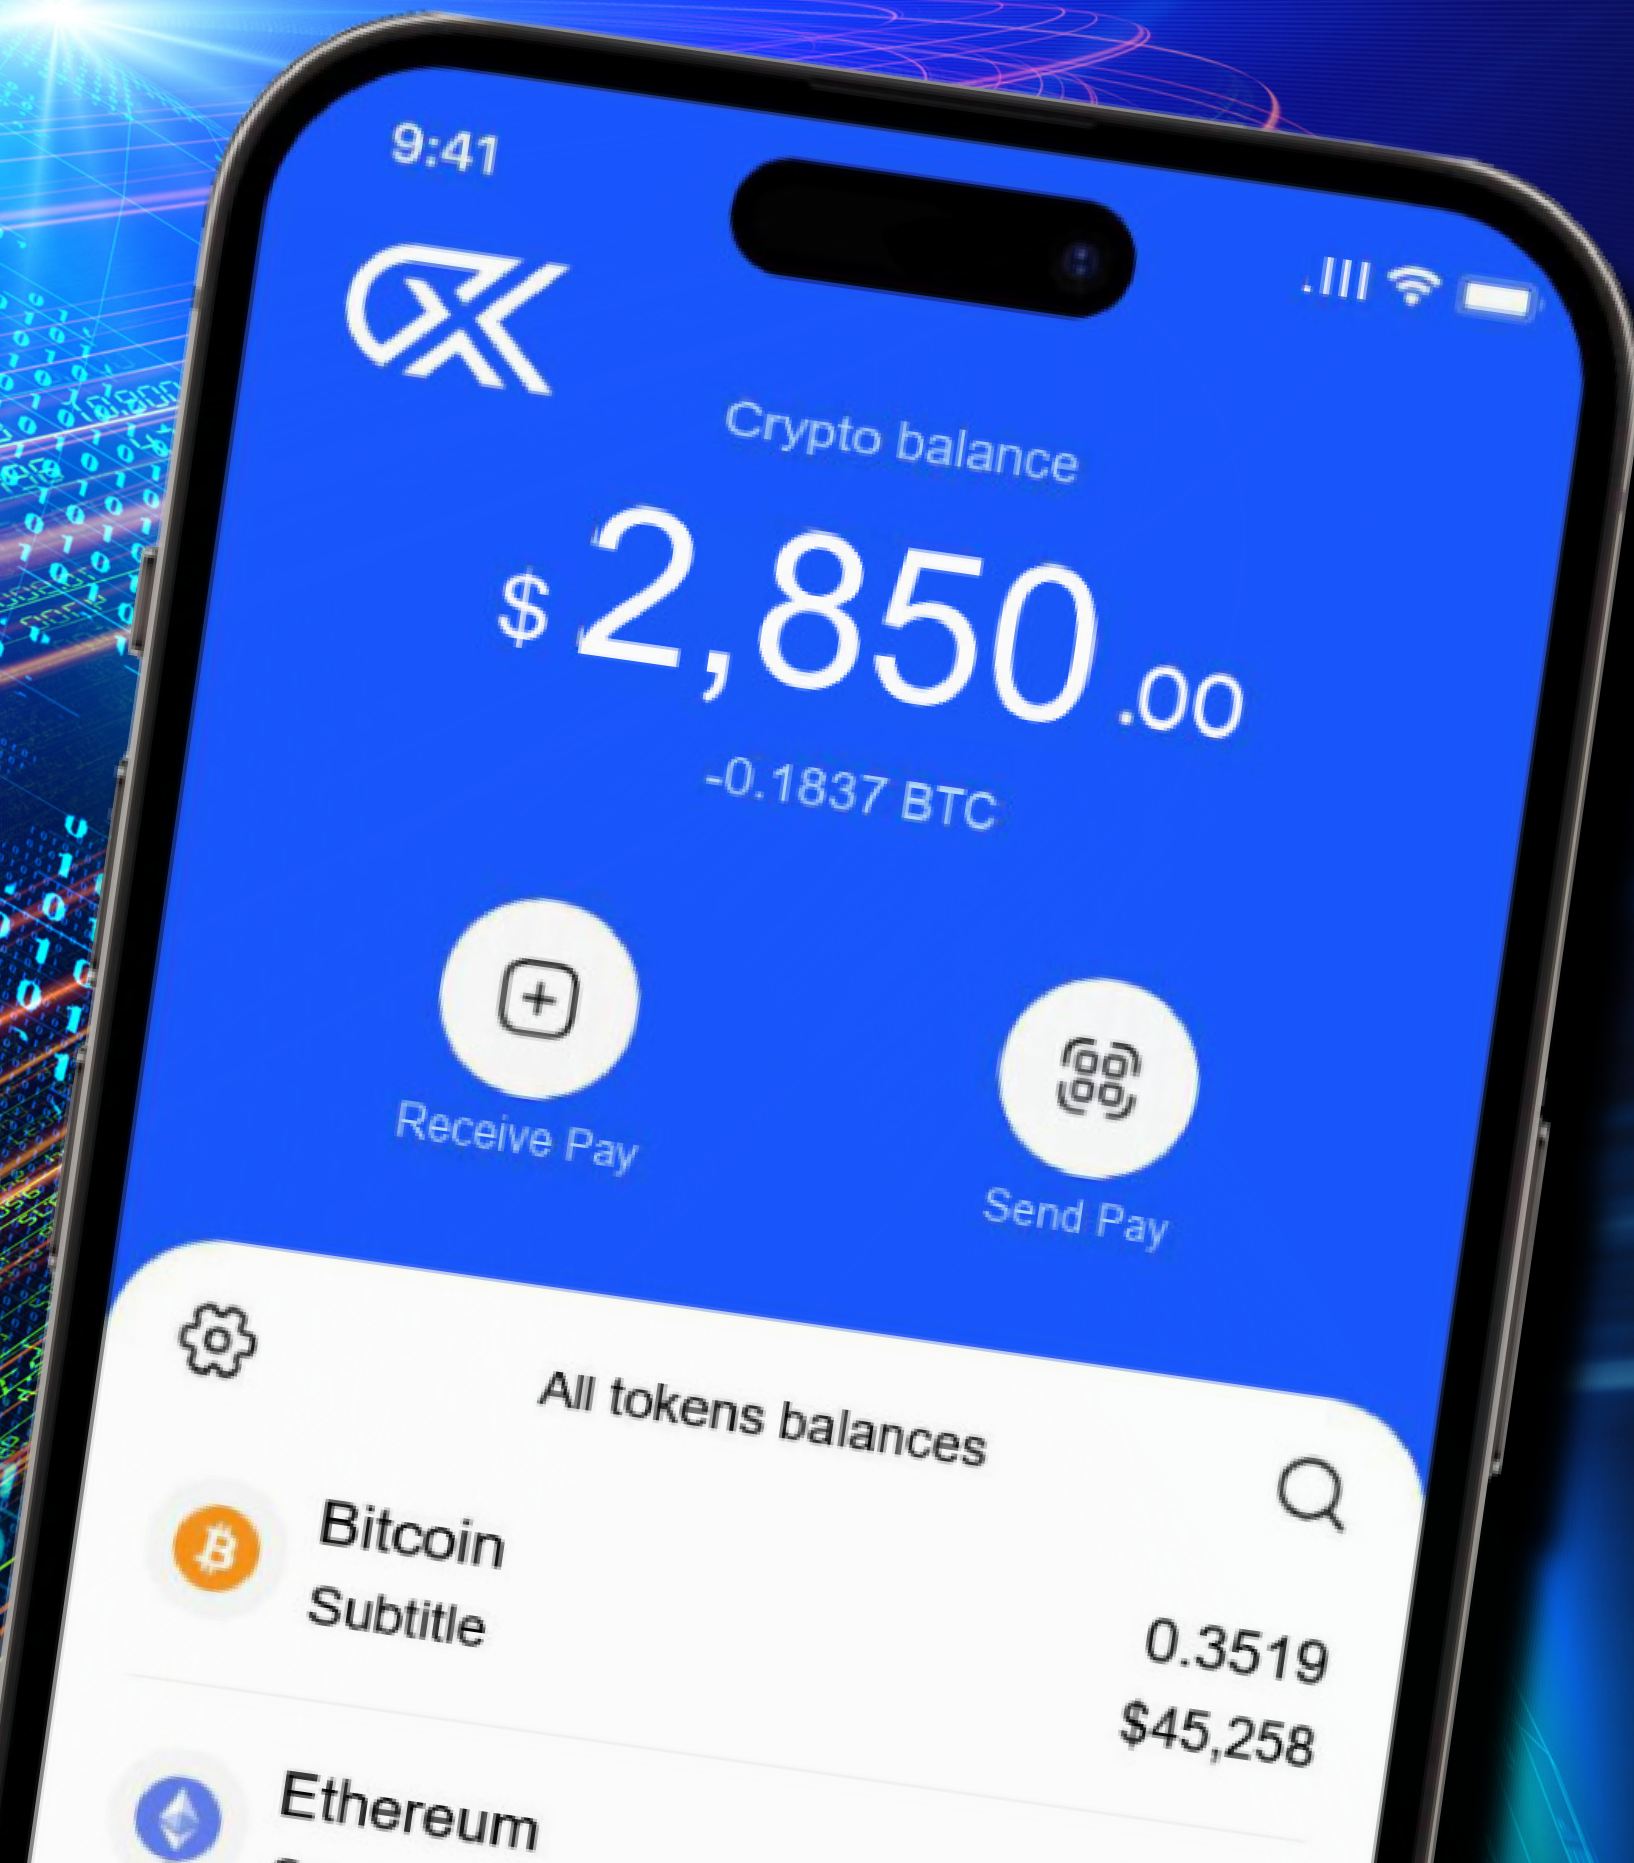 9:41
Crypto balance
$2,850.00
-0.1837 BTC
Receive Pay
Send Pay
All tokens balances
Bitcoin
Subtitle
0.3519
$45,258
Ethereum